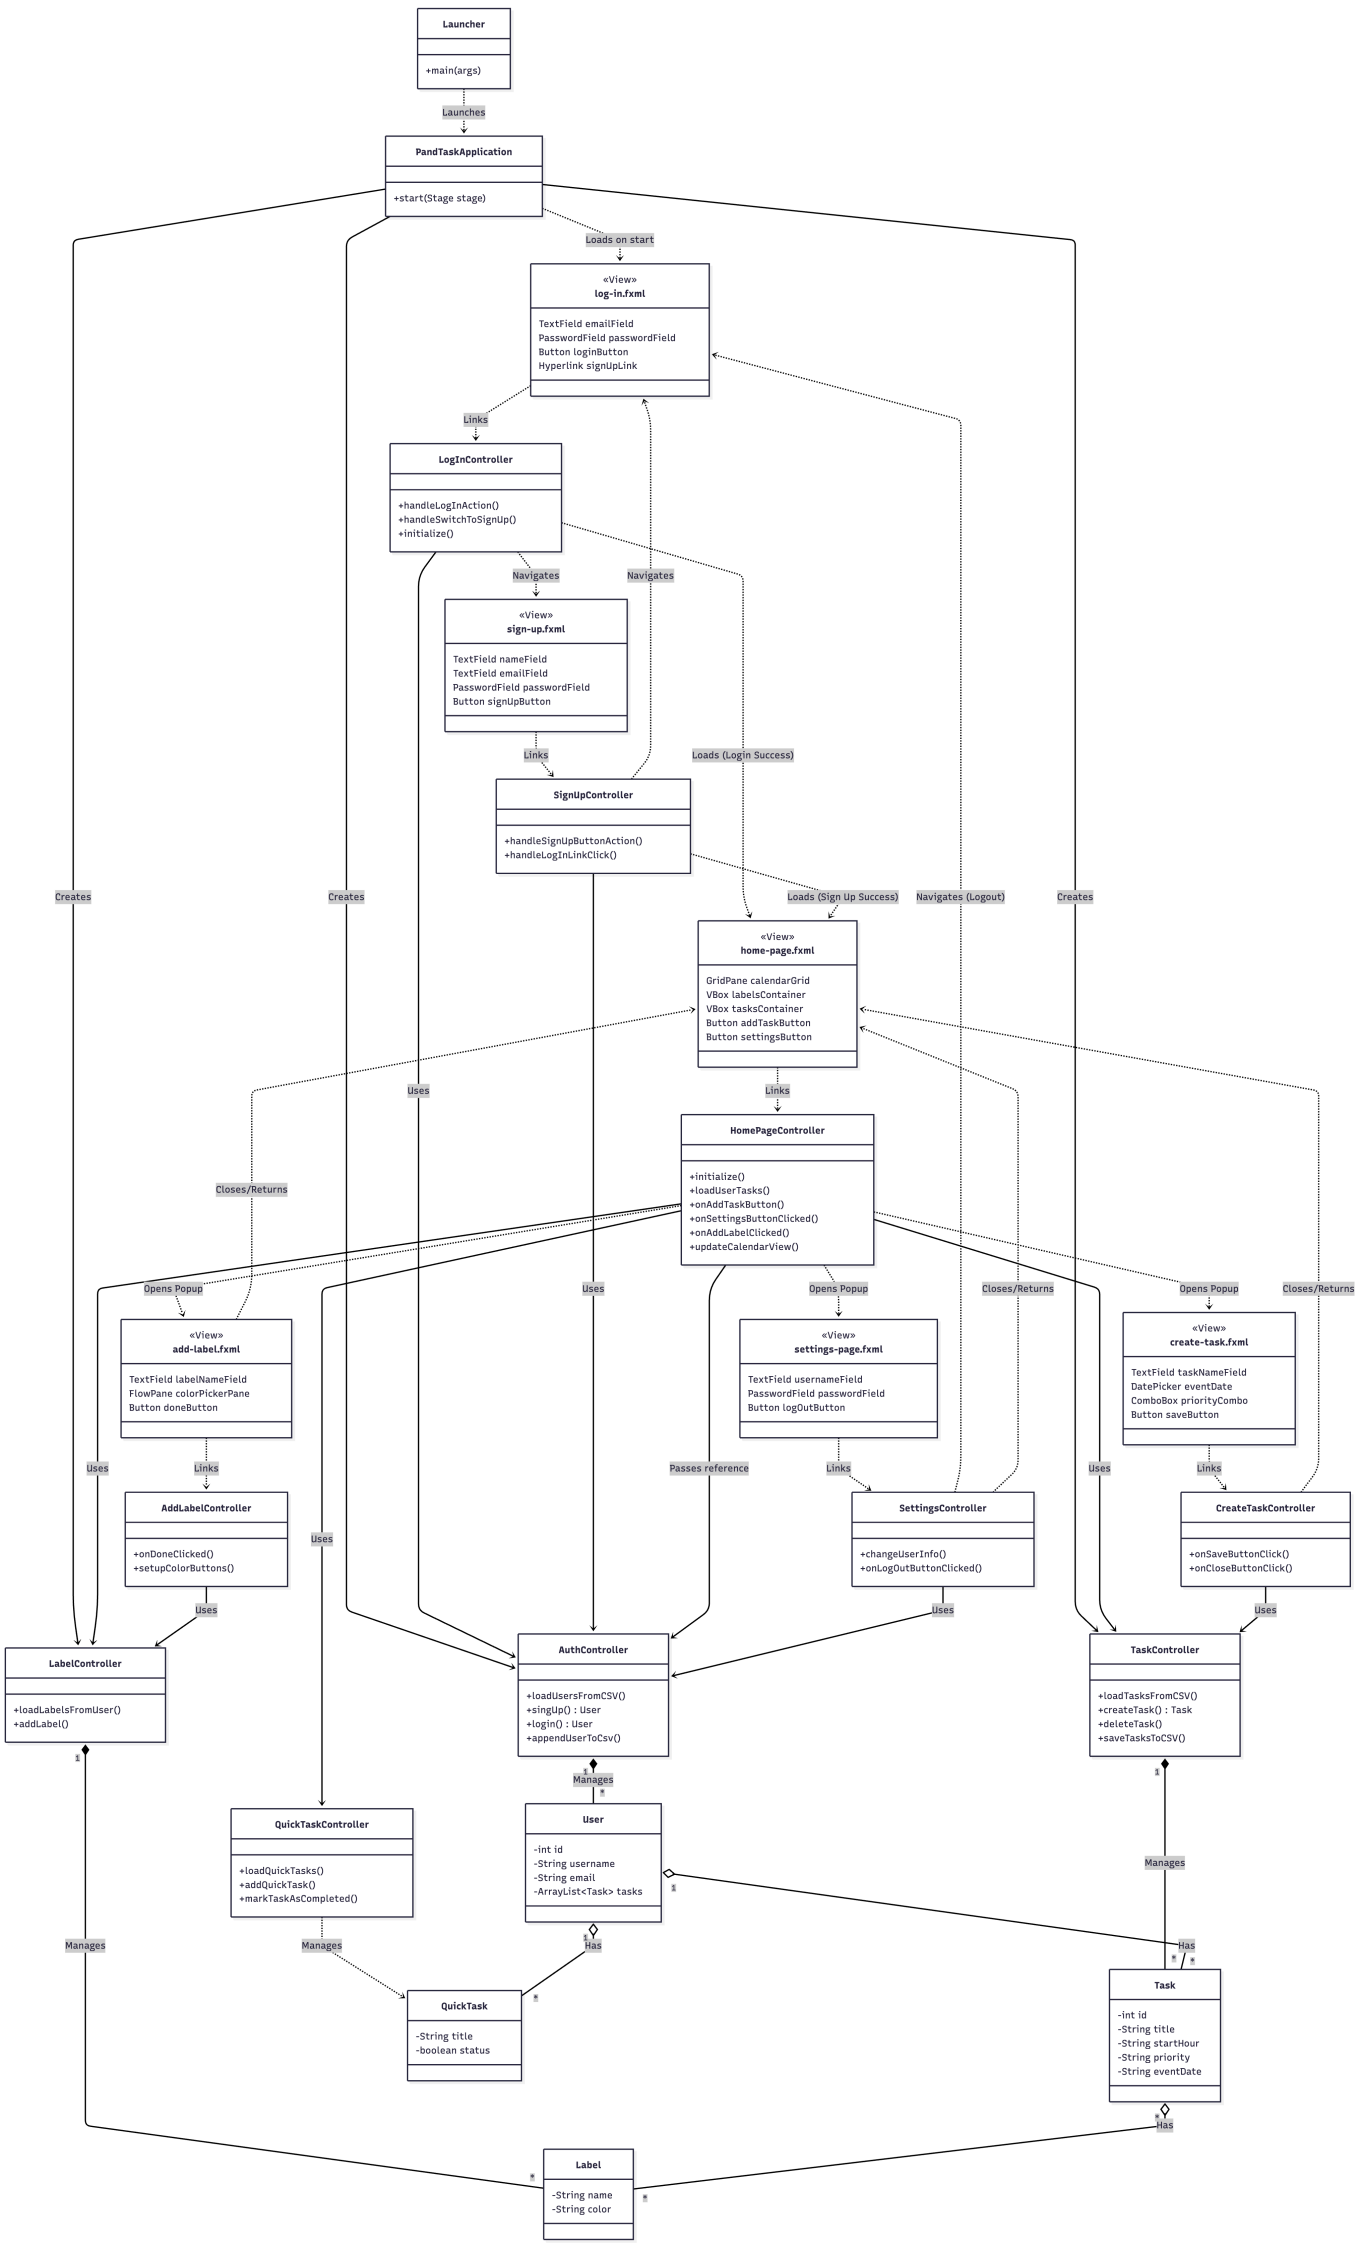 Launcher
+main(args)
Launches
PandTaskApplication
+start(Stage stage)
Loads on start
«View»
log-in.fxml
TextField emailField
PasswordField passwordField
Button loginButton
Hyperlink signUpLink
Links
LogInController
+handleLogInAction()
+handleSwitchToSignUp()
+initialize()
Navigates
Navigates
«View»
sign-up.fxml
TextField nameField
TextField emailField
PasswordField passwordField
Button signUpButton
Links
Loads (Login Success)
SignUpController
+handleSignUpButtonAction()
+handleLogInLinkClick()
Creates
Creates
Loads (Sign Up Success)
Navigates (Logout)
Creates
«View»
home-page.fxml
GridPane calendarGrid
VBox labelsContainer
VBox tasksContainer
Button addTaskButton
Button settingsButton
Uses
Links
HomePageController
+initialize()
+loadUserTasks()
+onAddTaskButton()
+onSettingsButtonClicked()
+onAddLabelClicked()
+updateCalendarView()
Closes/Returns
Opens Popup
Uses
Opens Popup
Closes/Returns
Opens Popup
Closes/Returns
«View»
add-label.fxml
TextField labelNameField
FlowPane colorPickerPane
Button doneButton
«View»
settings-page.fxml
TextField usernameField
PasswordField passwordField
Button logOutButton
«View»
create-task.fxml
TextField taskNameField
DatePicker eventDate
ComboBox priorityCombo
Button saveButton
Uses
Links
Passes reference
Links
Uses
Links
AddLabelController
+onDoneClicked()
+setupColorButtons()
Uses
SettingsController
+changeUserInfo()
+onLogOutButtonClicked()
CreateTaskController
+onSaveButtonClick()
+onCloseButtonClick()
Uses
Uses
Uses
LabelController
+loadLabelsFromUser()
+addLabel()
AuthController
+loadUsersFromCSV()
+singUp() : User
+login() : User
+appendUserToCsv()
TaskController
+loadTasksFromCSV()
+createTask() : Task
+deleteTask()
+saveTasksToCSV()
1
1
Manages
*
1
QuickTaskController
+loadQuickTasks()
+addQuickTask()
+markTaskAsCompleted()
User
-int id
-String username
-String email
-ArrayList<Task> tasks
1
Manages
Manages
Manages
1
Has
Has
*
*
*
QuickTask
-String title
-boolean status
Task
-int id
-String title
-String startHour
-String priority
-String eventDate
*
Has
Label
-String name
-String color
*
*